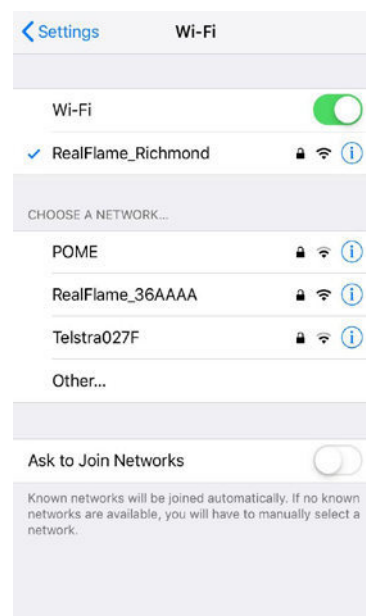 Settings Wi-Fi
Wi-Fi
RealFlame_Richmond
CHOOSE A NETWORK...
POME
RealFlame_36AAAA
Telstra027F
Other...
Ask to Join Networks
Known networks will be joined automatically. If no known
networks are available, you will have to manually select a
network.